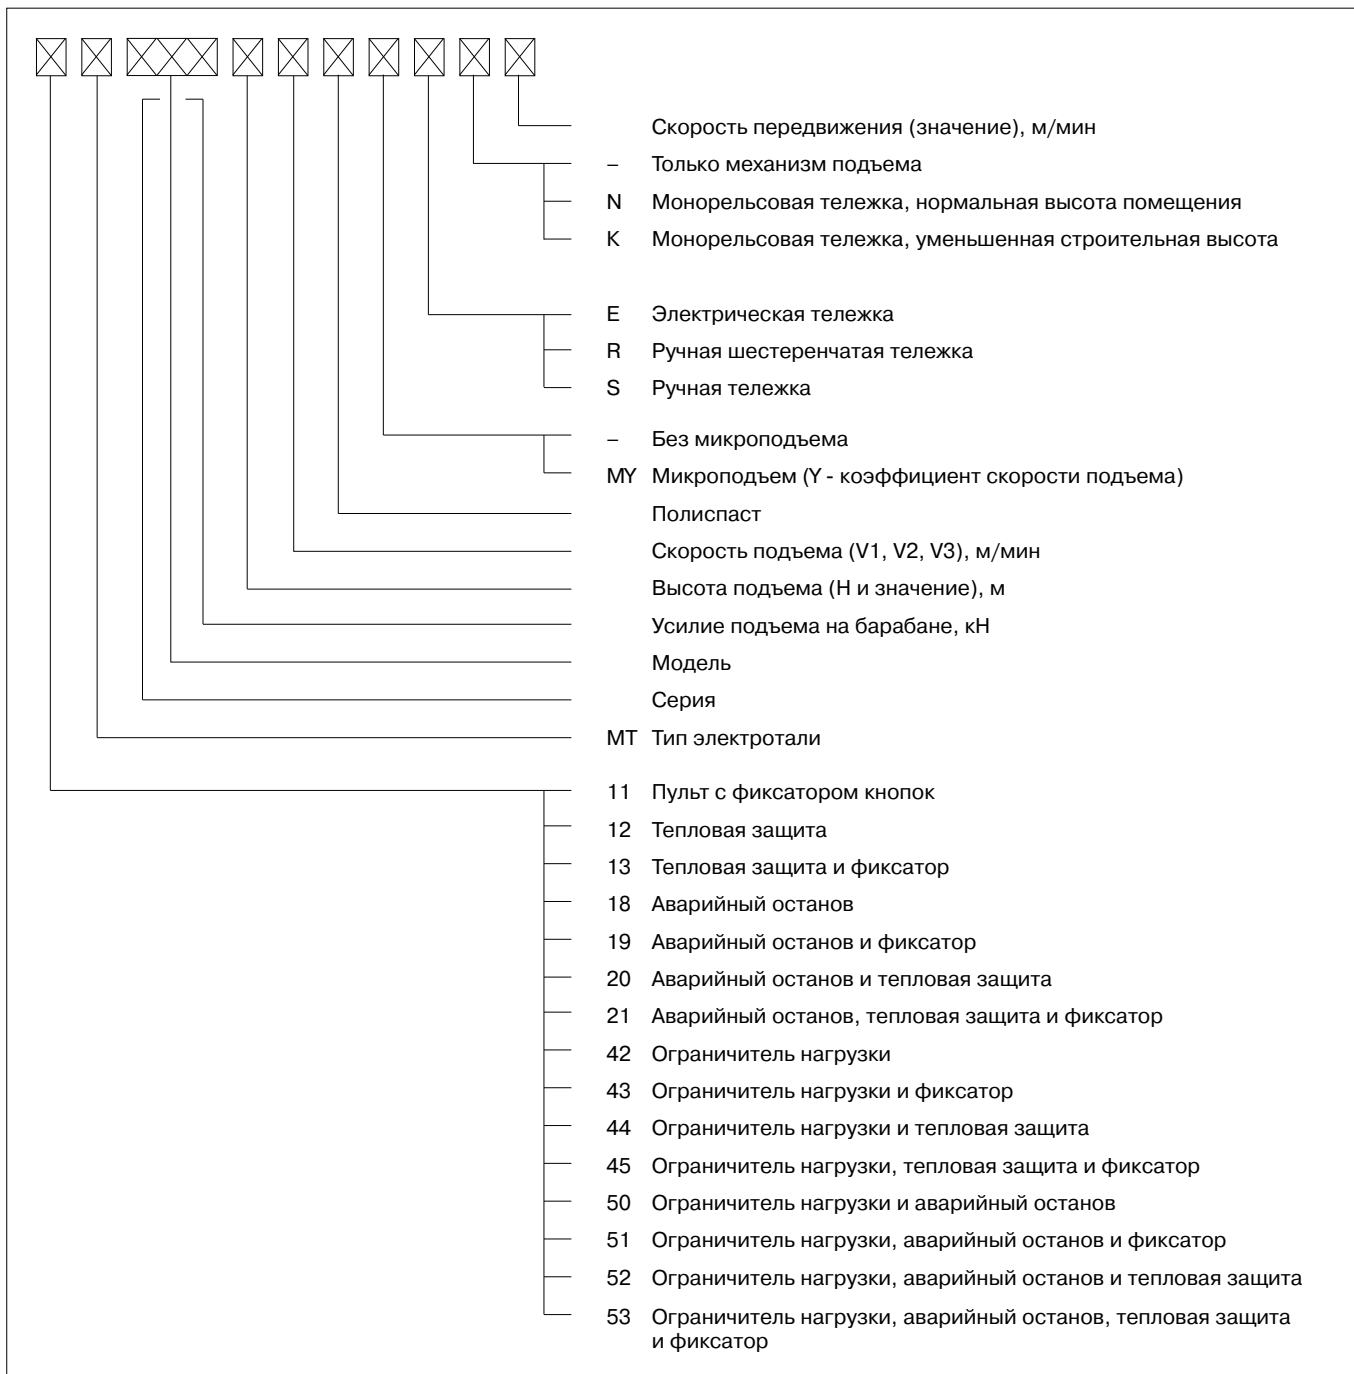 Скорость передвижения (значение), м/мин
– Только механизм подъема
N Монорельсовая тележка, нормальная высота помещения
K Монорельсовая тележка, уменьшенная строительная высота
E Электрическая тележка
R Ручная шестеренчатая тележка
S Ручная тележка
– Без микроподъема
MY Микроподъем (Y - коэффициент скорости подъема)
Полиспаст
Скорость подъема (V1, V2, V3), м/мин
Высота подъема (H и значение), м
Усилие подъема на барабане, кН
Модель
Серия
МТ Тип электротали
11 Пульт с фиксатором кнопок
12 Тепловая защита
13 Тепловая защита и фиксатор
18 Аварийный останов
19 Аварийный останов и фиксатор
20 Аварийный останов и тепловая защита
21 Аварийный останов, тепловая защита и фиксатор
42 Ограничитель нагрузки
43 Ограничитель нагрузки и фиксатор
44 Ограничитель нагрузки и тепловая защита
45 Ограничитель нагрузки, тепловая защита и фиксатор
50 Ограничитель нагрузки и аварийный останов
51 Ограничитель нагрузки, аварийный останов и фиксатор
52 Ограничитель нагрузки, аварийный останов и тепловая защита
53 Ограничитель нагрузки, аварийный останов, тепловая защита
и фиксатор